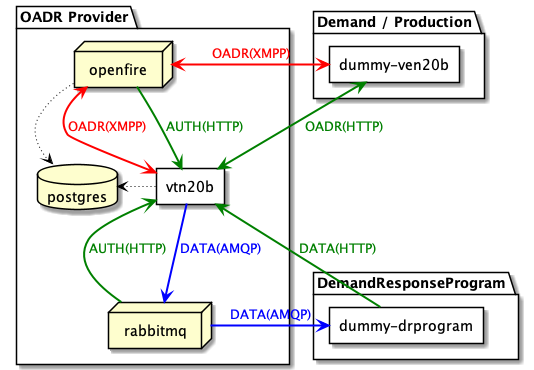 OADR Provider
Demand / Production
openfire
OADR(XMPP)
dummy-ven20b
OADR(XMPP)
AUTH(HTTP)
OADR(HTTP)
postgres
vtn20b
AUTH(HTTP)
DATA(AMQP)
DATA(HTTP)
DemandResponseProgram
rabbitmq
DATA(AMQP)
dummy-drprogram